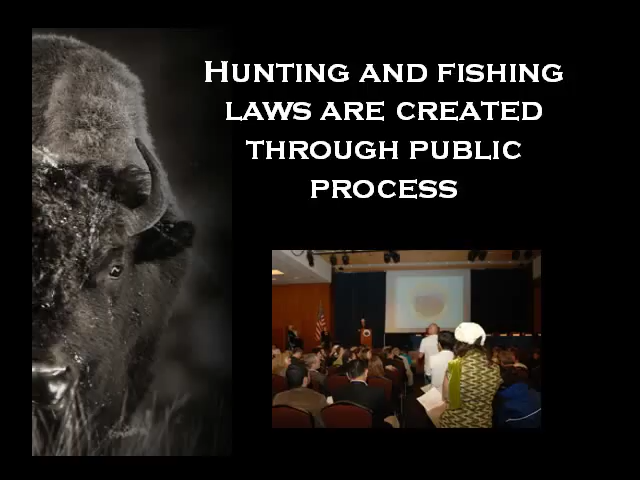 Hunting and fishing
laws are created
through public
process